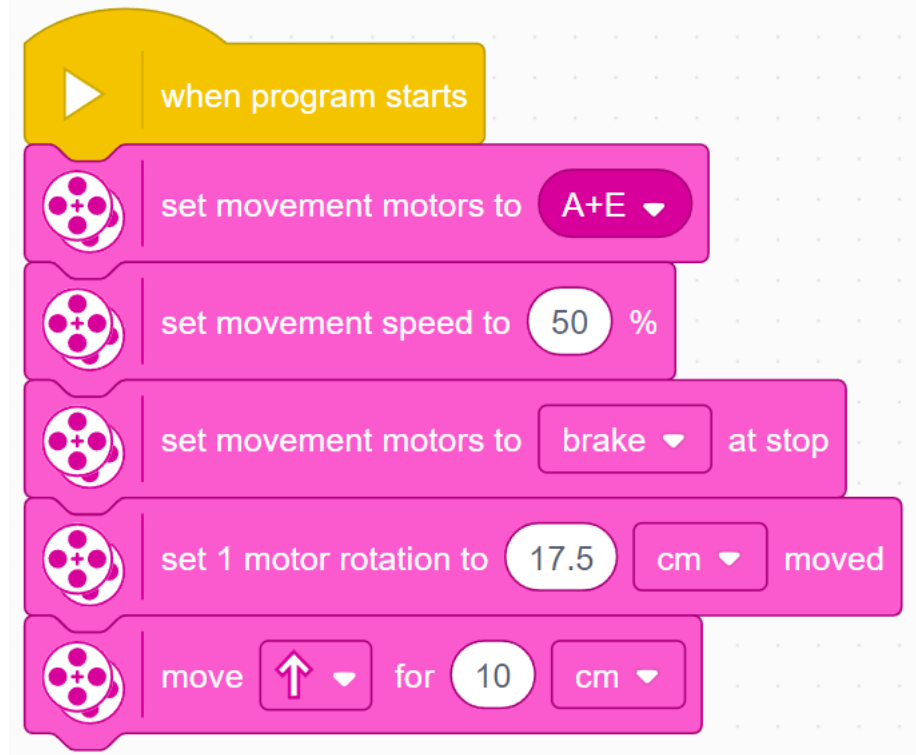 when program starts
set movement motors to A+E
set movement speed to 50 %
set movement motors to brake at stop
set 1 motor rotation to 17.5 cm moved
move for 10 cm